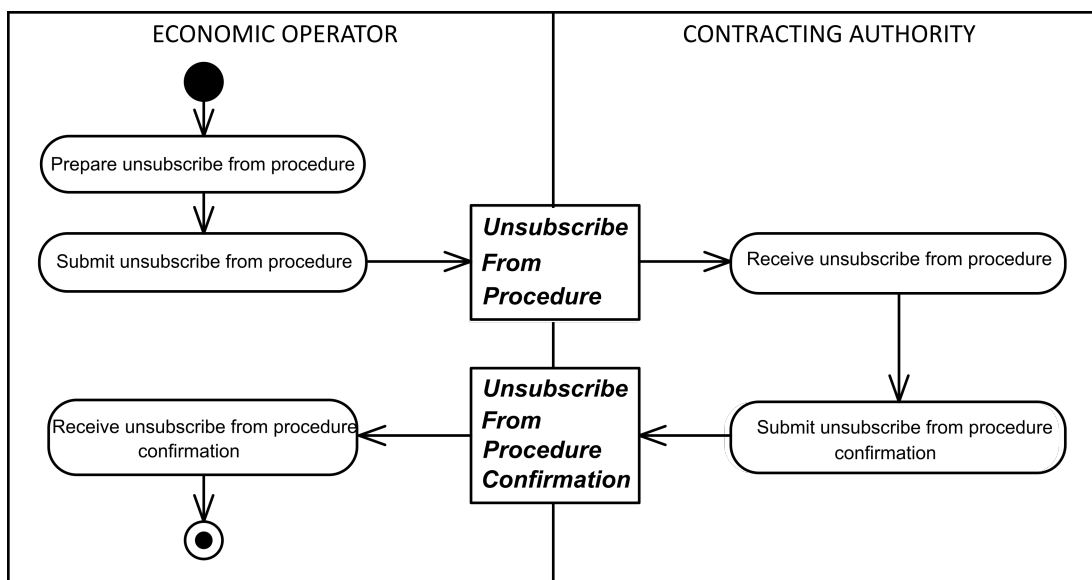 ECONOMIC OPERATOR
CONTRACTING AUTHORITY
Prepare unsubscribe from procedure
Submit unsubscribe from procedure
Unsubscribe
From
Procedure
Receive unsubscribe from procedure
Receive unsubscribe from procedure
confirmation
Unsubscribe
From
Procedure
Confirmation
Submit unsubscribe from procedure
confirmation